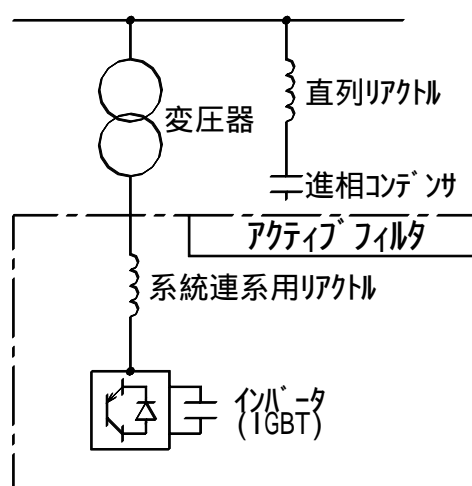 変圧器
直列リアクトル
進相コンデンサ
アクティブフィルタ
系統連系用リアクトル
インバータ
(IGBT)